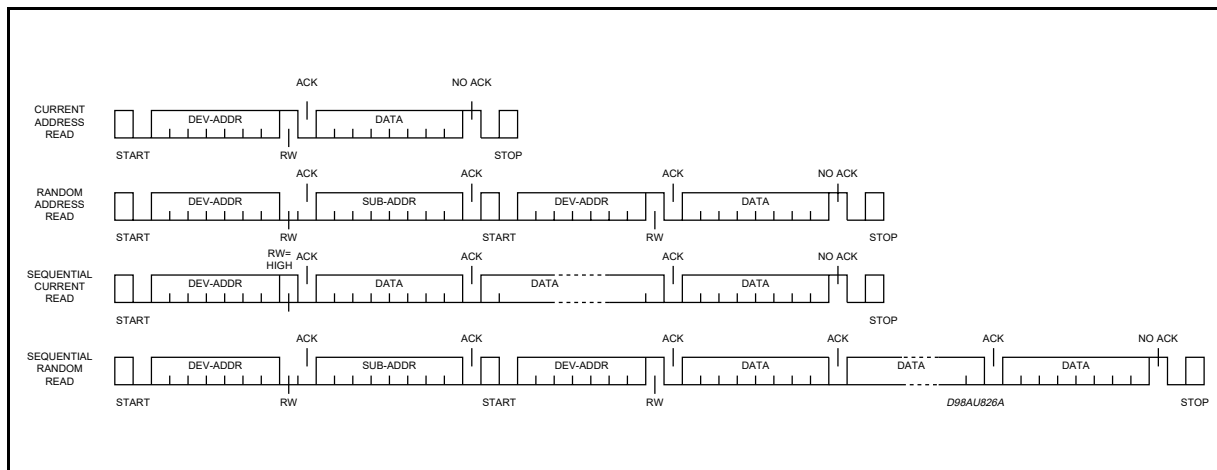 ACK NO ACK
CURRENT
ADDRESS
READ
DEV-ADDR DATA
START RW STOP
ACK ACK ACK NO ACK
RANDOM
ADDRESS
READ
DEV-ADDR SUB-ADDR DEV-ADDR DATA
START RW START RW STOP
RW=
HIGH
ACK ACK ACK NO ACK
SEQUENTIAL
CURRENT
READ
DEV-ADDR DATA DATA DATA
START STOP
ACK ACK ACK ACK ACK NO ACK
SEQUENTIAL
RANDOM
READ
DEV-ADDR SUB-ADDR DEV-ADDR DATA DATA DATA
START RW START RW D98AU826A STOP